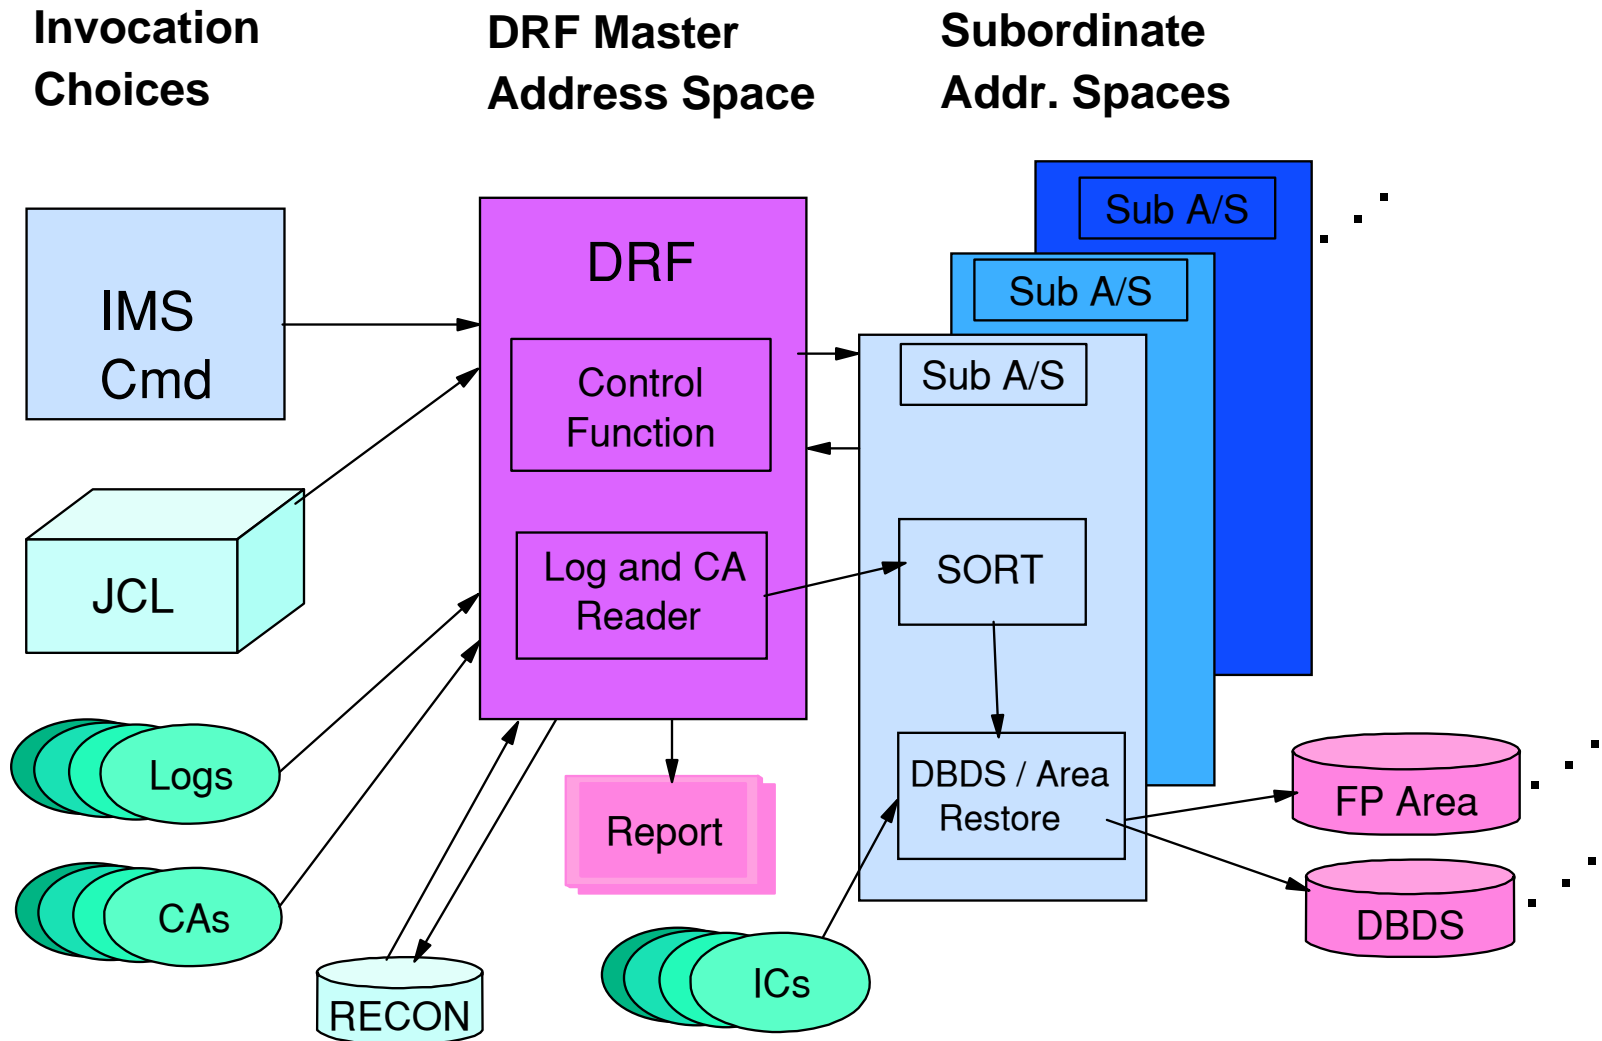 Invocation
Choices
DRF Master
Address Space
Subordinate
Addr. Spaces
IMS
Cmd
JCL
Logs
CAs
RECON
DRF
Control
Function
Log and CA
Reader
Report
ICs
Sub A/S
Sub A/S
Sub A/S
SORT
DBDS / Area
Restore
FP Area
DBDS